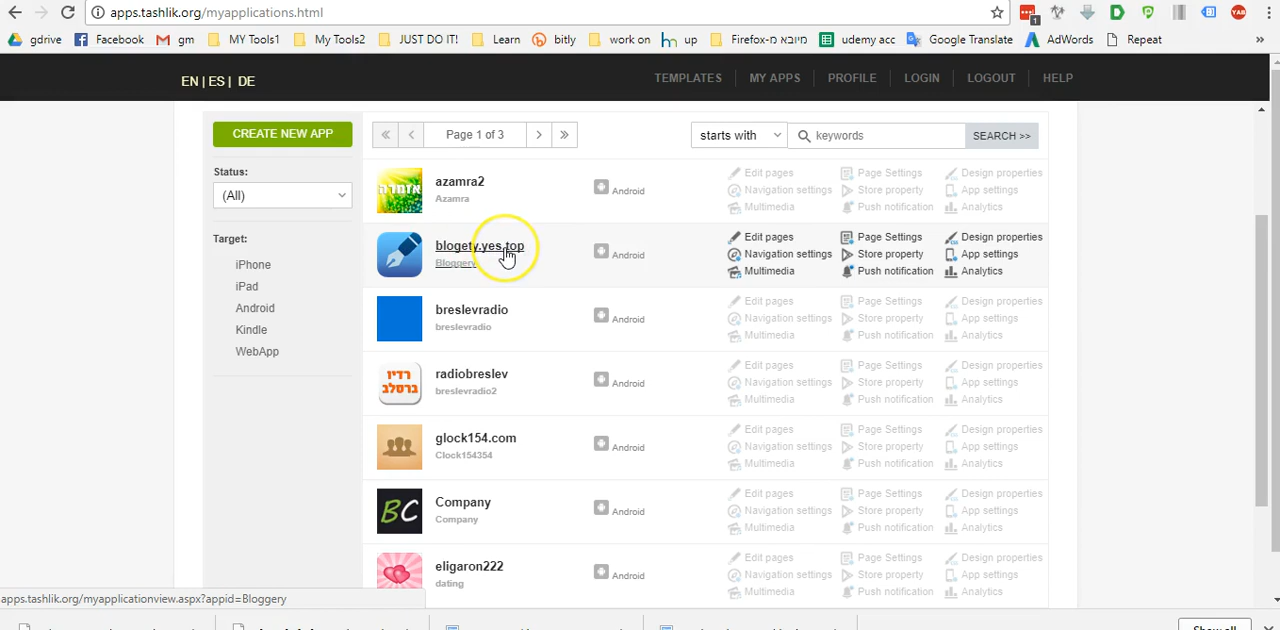 apps.tashlik.org/myapplications.html
1
YAB
gdrive Facebook gm MY Tools1 My Tools2 JUST DO IT! Learn bitly work on up Firefox-מיובא מ udemy acc Google Translate AdWords Repeat »
EN | ES | DE
TEMPLATES MY APPS PROFILE LOGIN LOGOUT HELP
CREATE NEW APP
« ‹ Page 1 of 3 › »
starts with keywords SEARCH >>
Status:
(All)
Target:
iPhone
iPad
Android
Kindle
WebApp
azamra2
Azamra
אזמרה
Android
Edit pages Page Settings Design properties
Navigation settings Store property App settings
Multimedia Push notification Analytics
blogety.yes.top
Bloggery
Android
Edit pages Page Settings Design properties
Navigation settings Store property App settings
Multimedia Push notification Analytics
breslevradio
breslevradio
Android
Edit pages Page Settings Design properties
Navigation settings Store property App settings
Multimedia Push notification Analytics
רדיו
ברסלב
radiobreslev
breslevradio2
Android
Edit pages Page Settings Design properties
Navigation settings Store property App settings
Multimedia Push notification Analytics
glock154.com
Clock154354
Android
Edit pages Page Settings Design properties
Navigation settings Store property App settings
Multimedia Push notification Analytics
BC
Company
Company
Android
Edit pages Page Settings Design properties
Navigation settings Store property App settings
Multimedia Push notification Analytics
eligaron222
dating
Android
Edit pages Page Settings Design properties
Navigation settings Store property App settings
Multimedia Push notification Analytics
apps.tashlik.org/myapplicationview.aspx?appid=Bloggery
Show all